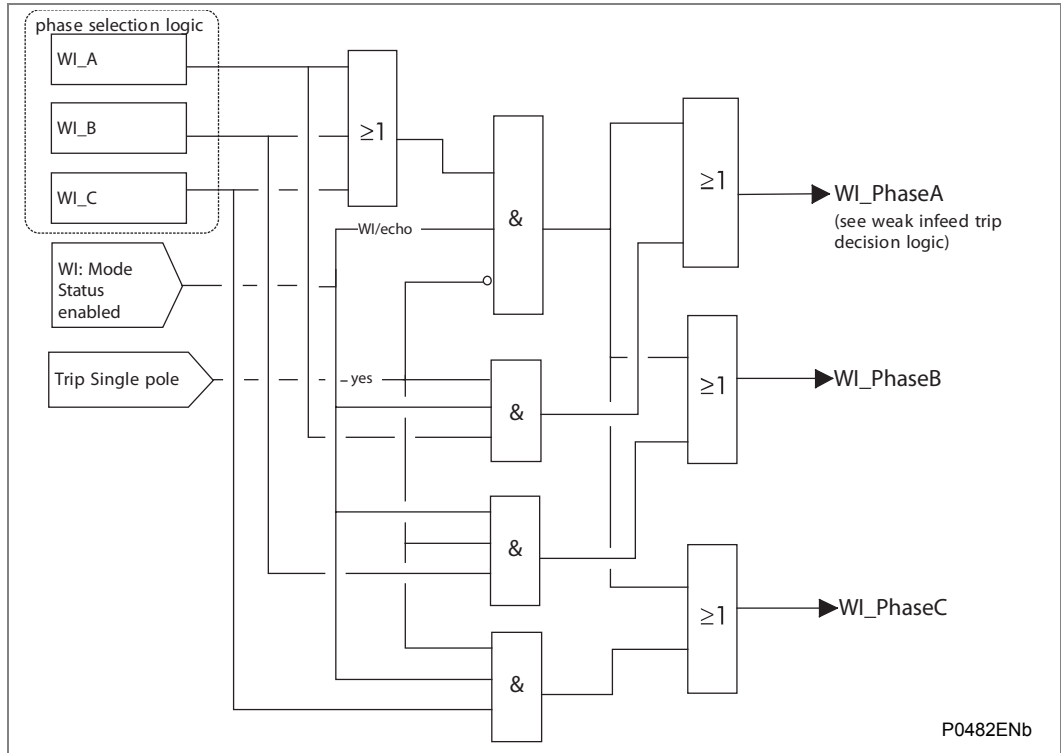 phase selection logic
WI_A
WI_B
WI_C
WI: Mode
Status
enabled
Trip Single pole
≥1
WI/echo
yes
&
&
&
&
≥1
≥1
≥1
WI_PhaseA
(see weak infeed trip
decision logic)
WI_PhaseB
WI_PhaseC
P0482ENb